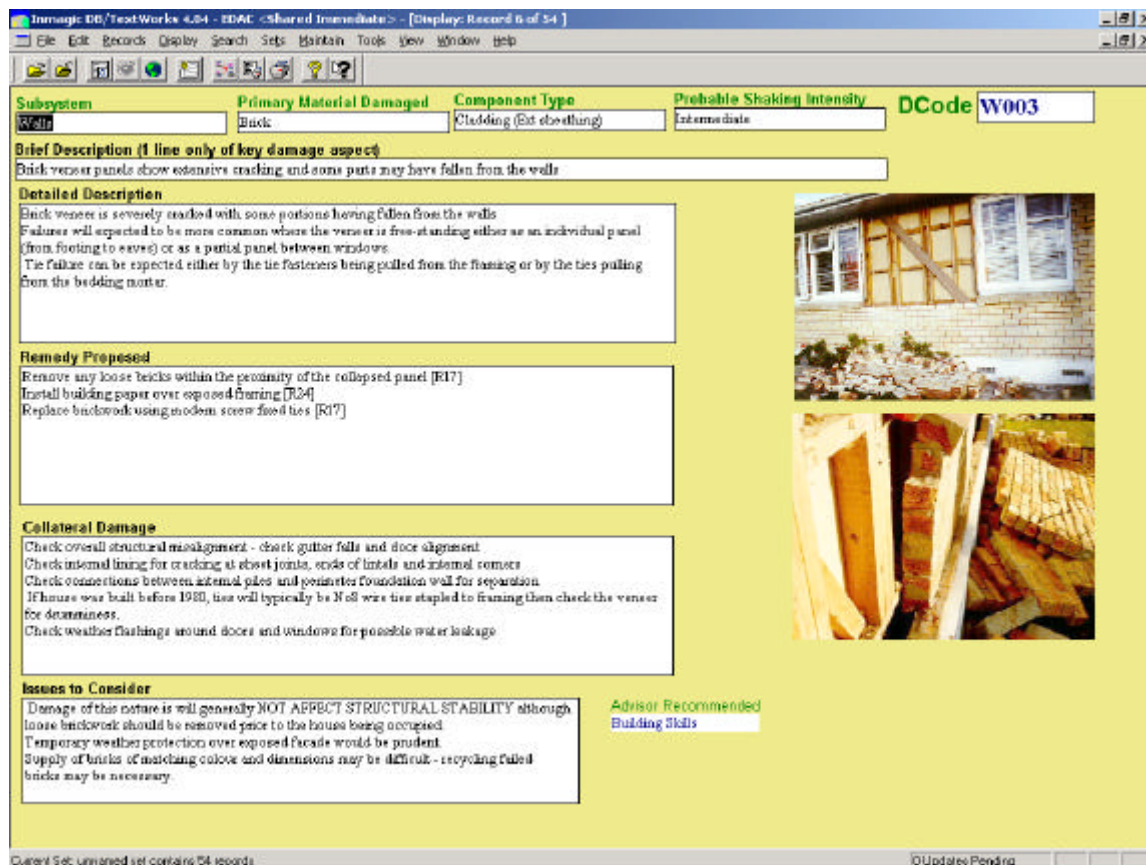 Inmagic DB/TextWorks 4.04 - EDAC <Shared Immediate> - [Display: Record 6 of 54 ]
File Edit Records Display Search Sets Maintain Tools View Window Help
Subsystem
Primary Material Damaged
Component Type
Probable Shaking Intensity
DCode W003
Walls
Brick
Cladding (Ext sheathing)
Intermediate
Brief Description (1 line only of key damage aspect)
Brick veneer panels show extensive cracking and some parts may have fallen from the walls
Detailed Description
Brick veneer is severely cracked with some portions having fallen from the walls
Failures will expected to be more common where the veneer is free-standing either as an individual panel
(from footing to eaves) or as a partial panel between windows.
Tie failure can be expected either by the tie fasteners being pulled from the framing or by the ties pulling
from the bedding mortar.
Remedy Proposed
Remove any loose bricks within the proximity of the collapsed panel [R17]
Install building paper over exposed framing [R24]
Replace brickwork using modern screw fixed ties [R17]
Collateral Damage
Check overall structural misalignment - check gutter falls and door alignment
Check internal lining for cracking at sheet joints, ends of lintels and internal corners
Check connections between internal piles and perimeter foundation wall for separation
If house was built before 1980, ties will typically be No8 wire ties stapled to framing then check the veneer
for drumminess.
Check weather flashings around doors and windows for possible water leakage
Issues to Consider
Damage of this nature is will generally NOT AFFECT STRUCTURAL STABILITY although
loose brickwork should be removed prior to the house being occupied.
Temporary weather protection over exposed facade would be prudent.
Supply of bricks of matching colour and dimensions may be difficult - recycling failed
bricks may be necessary.
Advisor Recommended
Building Skills
Current Set: unnamed set contains 54 records
0 Updates Pending